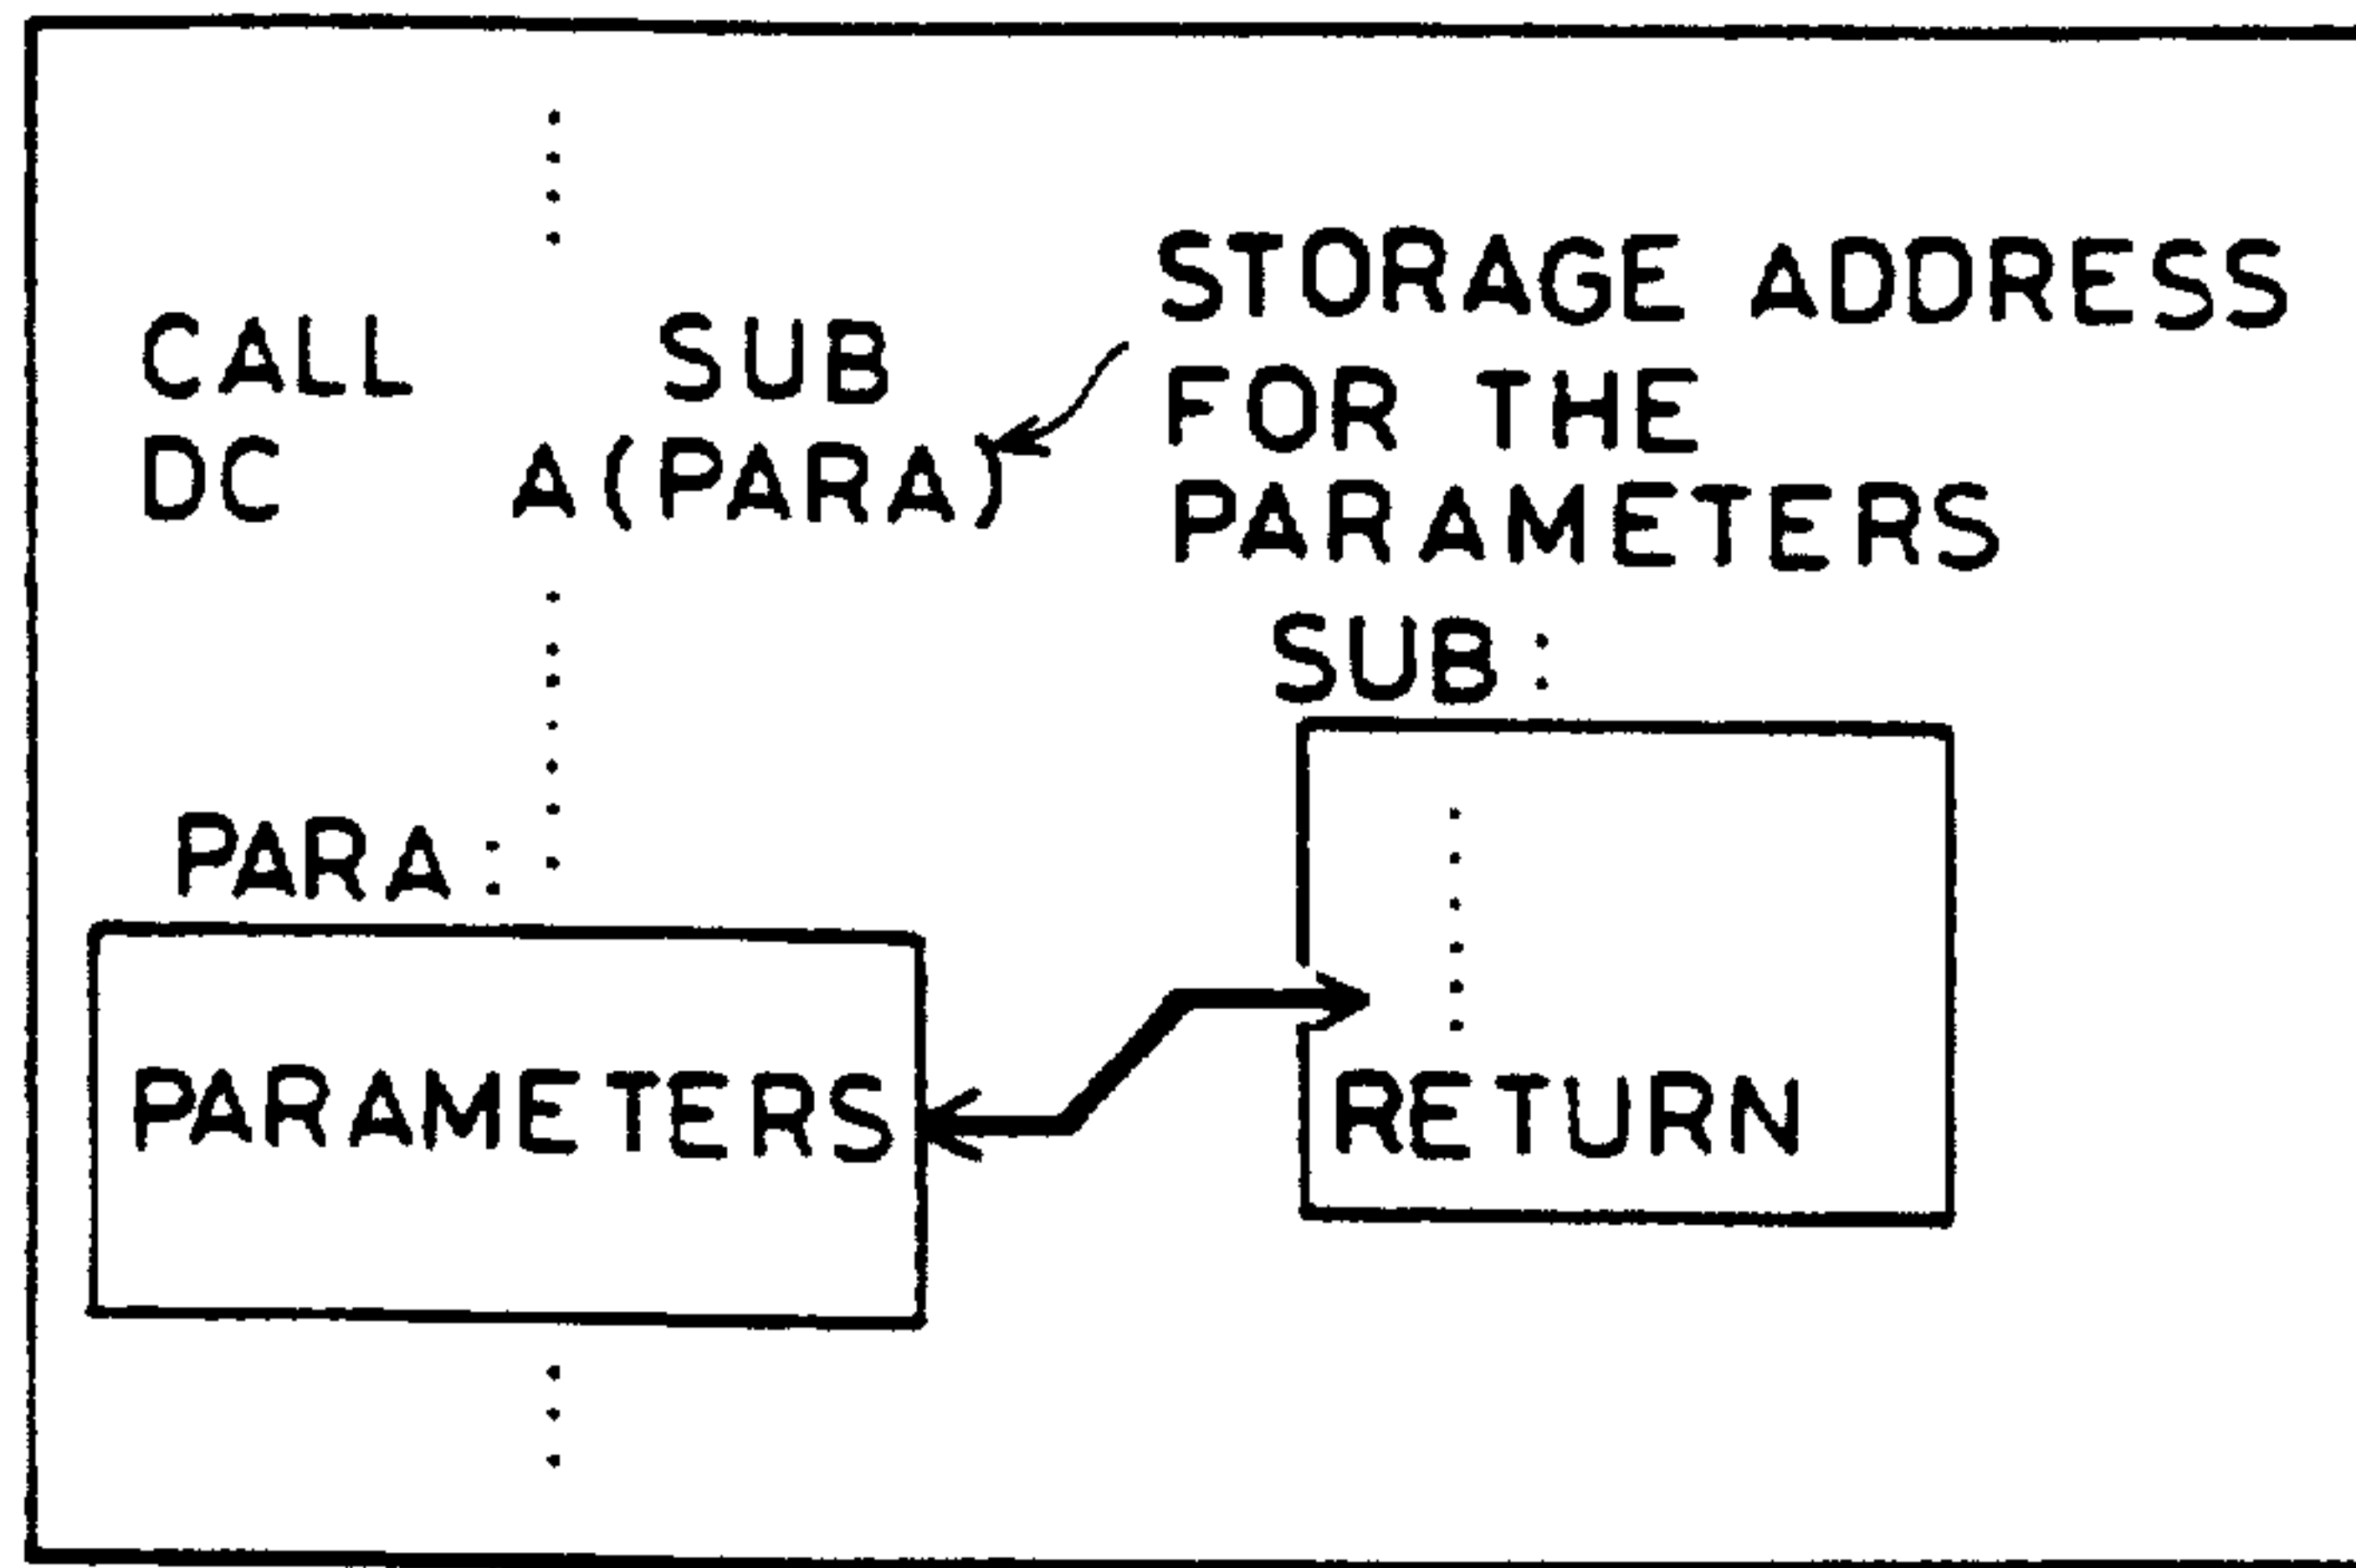 CALL SUB
DC A(PARA)
STORAGE ADDRESS
FOR THE
PARAMETERS
SUB:
PARA:
PARAMETERS
RETURN